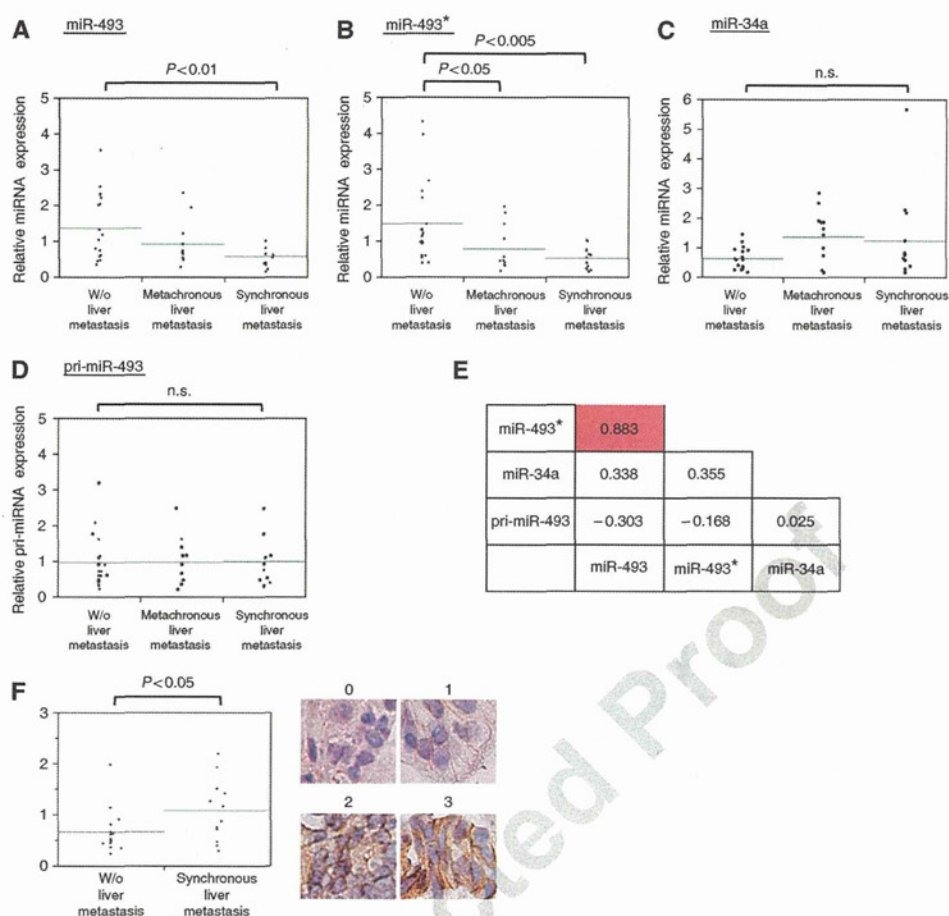 A miR-493
P<0.01
Relative miRNA expression
5
4
3
2
1
0
W/o liver metastasis
Metachronous liver metastasis
Synchronous liver metastasis
B miR-493*
P<0.005
P<0.05
Relative miRNA expression
5
4
3
2
1
0
W/o liver metastasis
Metachronous liver metastasis
Synchronous liver metastasis
C miR-34a
n.s.
Relative miRNA expression
6
5
4
3
2
1
0
W/o liver metastasis
Metachronous liver metastasis
Synchronous liver metastasis
D pri-miR-493
n.s.
Relative pri-miRNA expression
5
4
3
2
1
0
W/o liver metastasis
Metachronous liver metastasis
Synchronous liver metastasis
E
miR-493* 0.883
miR-34a 0.338 0.355
pri-miR-493 −0.303 −0.168 0.025
miR-493 miR-493* miR-34a
F
P<0.05
3
2
1
0
W/o liver metastasis
Synchronous liver metastasis
0 1
2 3
cted Proof